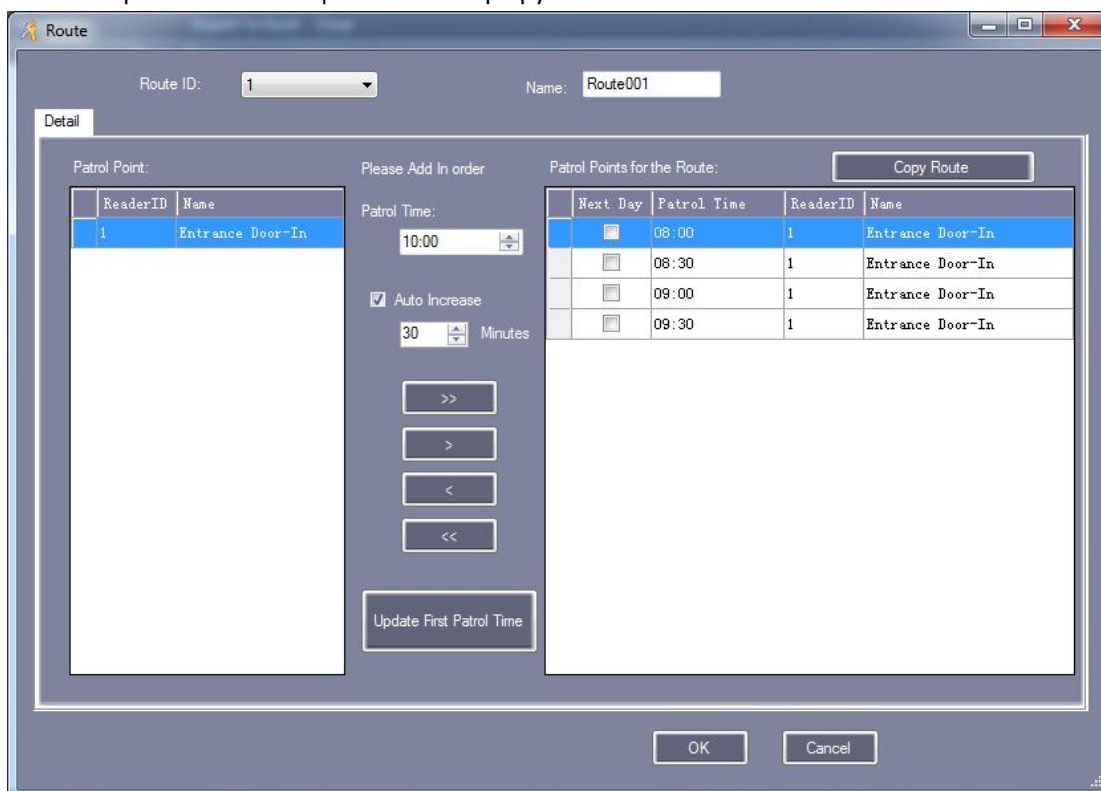 Route
Route ID: 1 Name: Route001
Detail
Patrol Point: Please Add In order Patrol Points for the Route: Copy Route
ReaderID Name
1 Entrance Door-In
Patrol Time:
10:00
Auto Increase
30 Minutes
>>
>
<
<<
Update First Patrol Time
Next Day Patrol Time ReaderID Name
08:00 1 Entrance Door-In
08:30 1 Entrance Door-In
09:00 1 Entrance Door-In
09:30 1 Entrance Door-In
OK Cancel